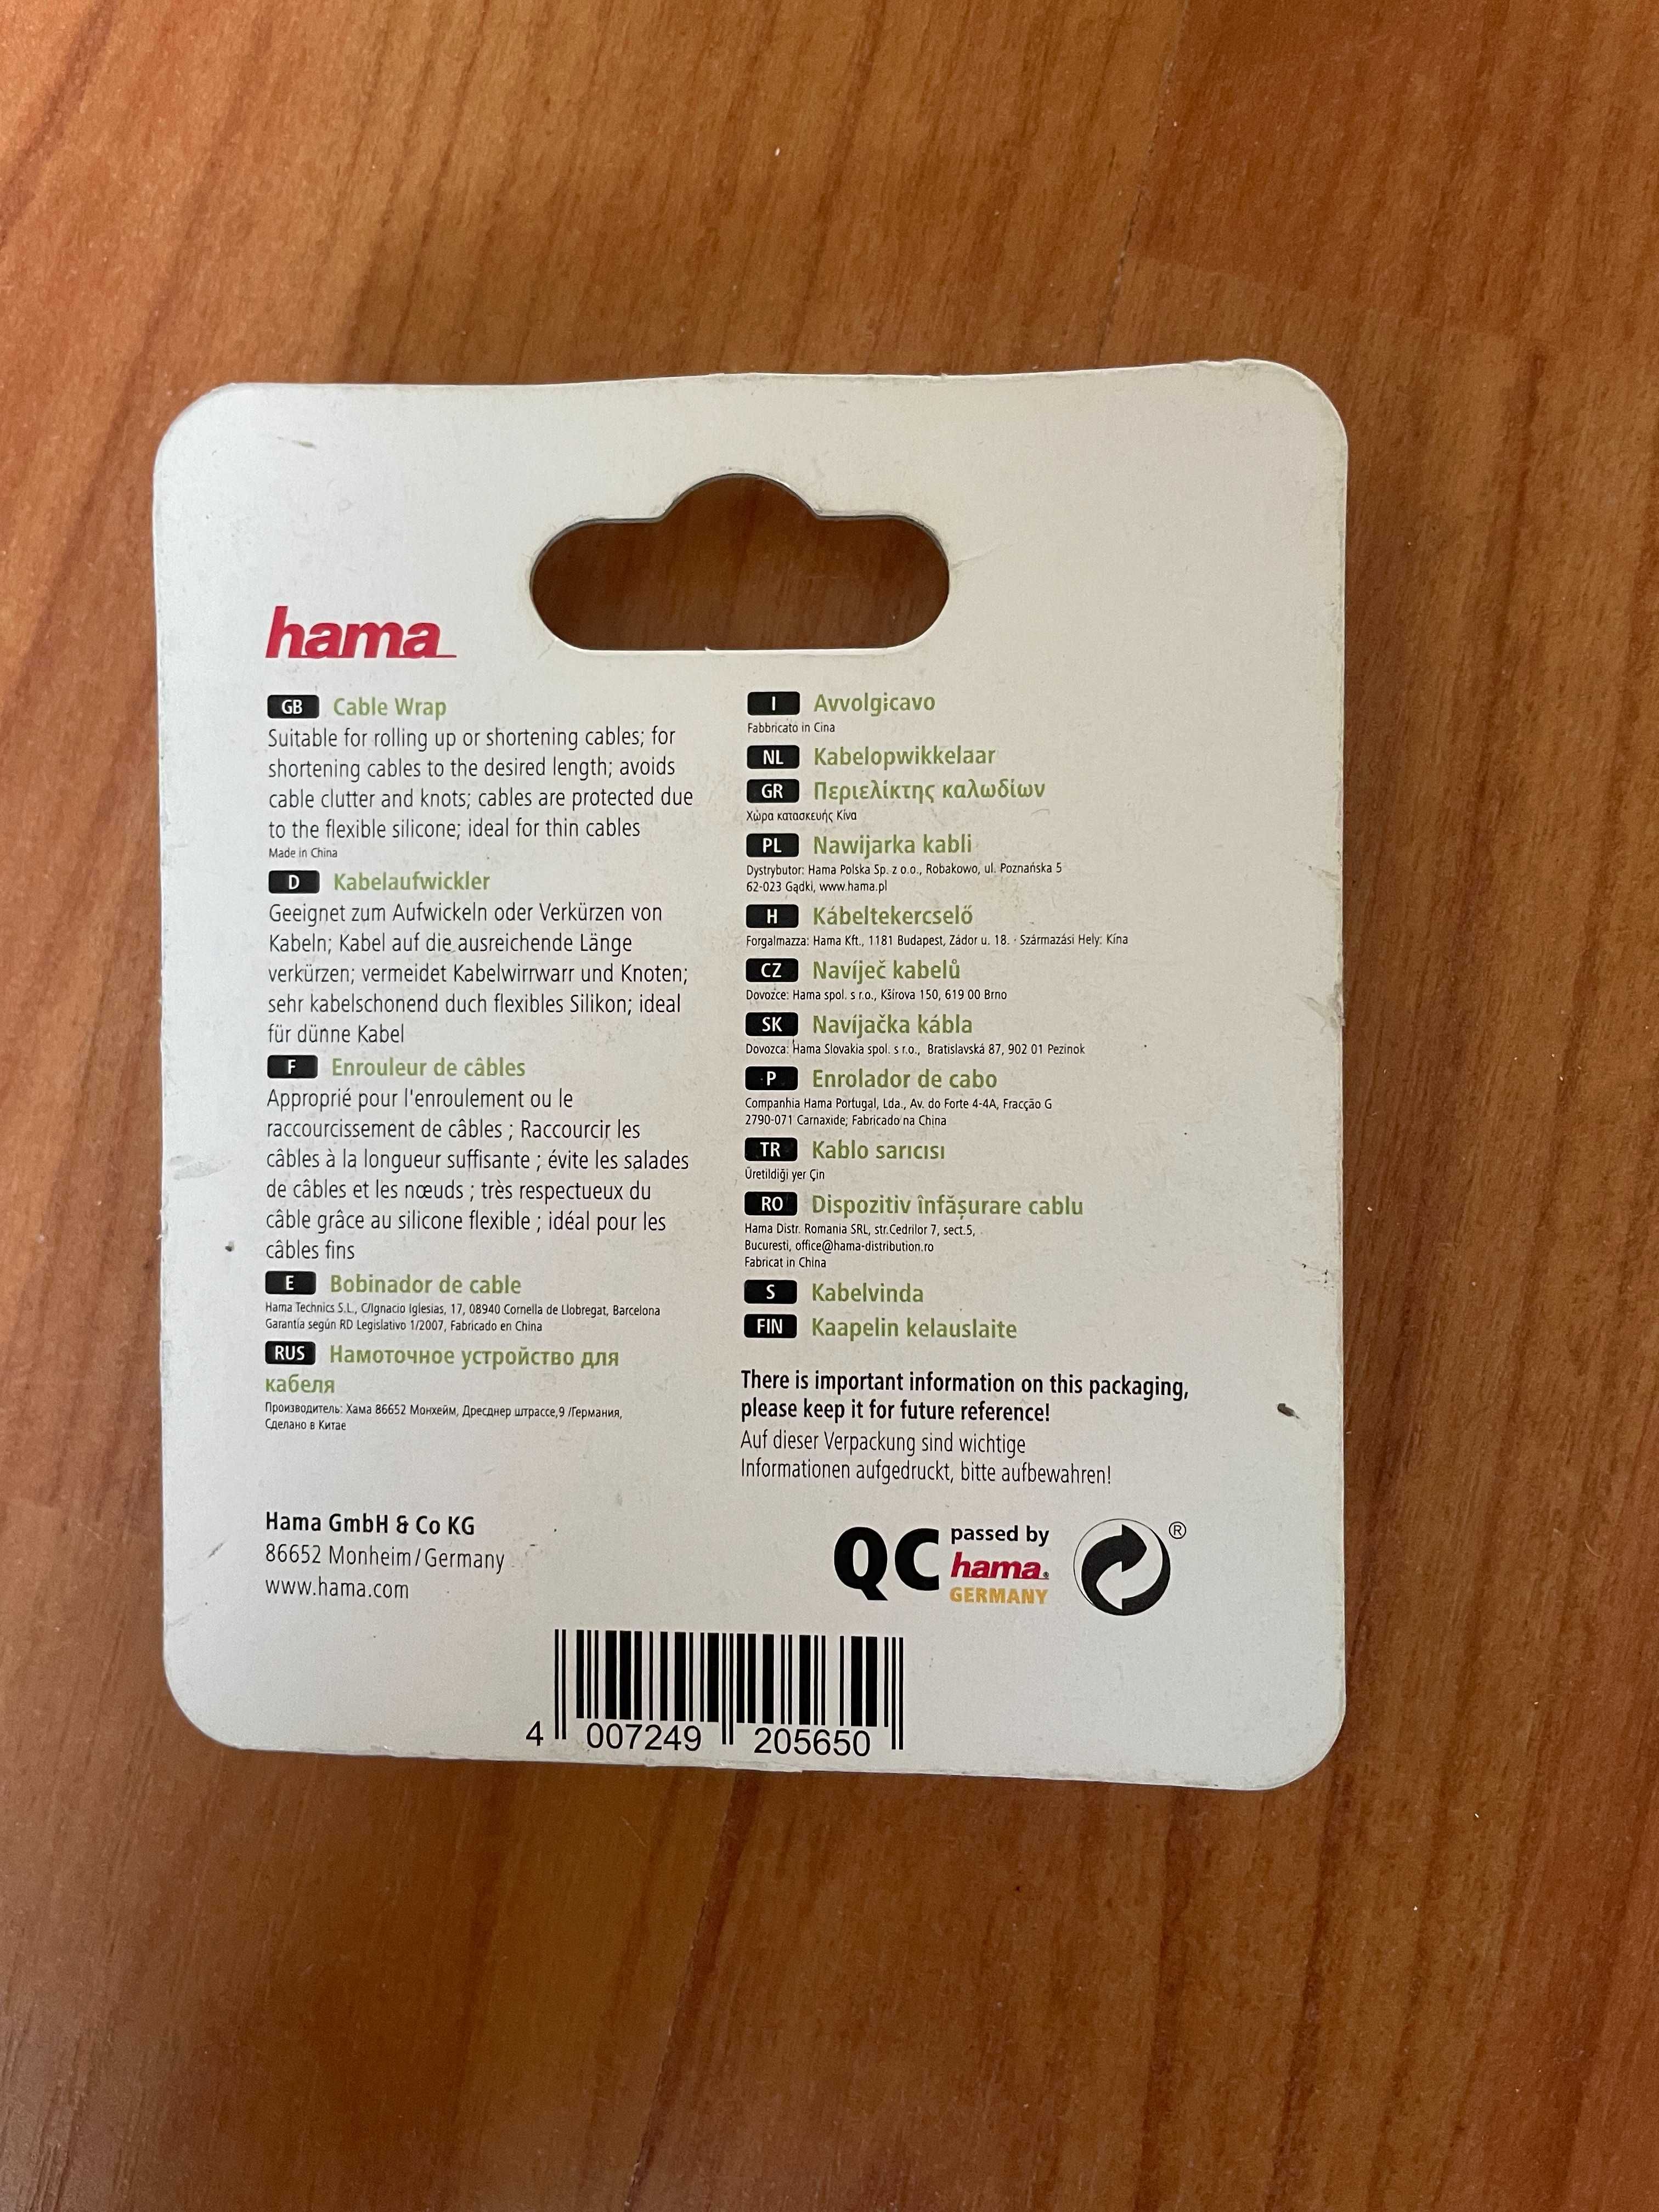 hama
GB Cable Wrap
Suitable for rolling up or shortening cables; for
shortening cables to the desired length; avoids
cable clutter and knots; cables are protected due
to the flexible silicone; ideal for thin cables
Made in China
D Kabelaufwickler
Geeignet zum Aufwickeln oder Verkürzen von
Kabeln; Kabel auf die ausreichende Länge
verkürzen; vermeidet Kabelwirrwarr und Knoten;
sehr kabelschonend duch flexibles Silikon; ideal
für dünne Kabel
F Enrouleur de câbles
Approprié pour l'enroulement ou le
raccourcissement de câbles ; Raccourcir les
câbles à la longueur suffisante ; évite les salades
de câbles et les nœuds ; très respectueux du
câble grâce au silicone flexible ; idéal pour les
câbles fins
E Bobinador de cable
Hama Technics S.L., C/Ignacio Iglesias, 17, 08940 Cornella de Llobregat, Barcelona
Garantía según RD Legislativo 1/2007, Fabricado en China
RUS Намоточное устройство для
кабеля
Производитель: Хама 86652 Монхейм, Дреснднер штрассе,9 /Германия,
Сделано в Китае
I Avvolgicavo
Fabbricato in Cina
NL Kabelopwikkelaar
GR Περιελίκτης καλωδίων
Χώρα κατασκευής Κίνα
PL Nawijarka kabli
Dystrybutor: Hama Polska Sp. z o.o., Robakowo, ul. Poznańska 5
62-023 Gądki, www.hama.pl
H Kábeltekercselő
Forgalmazza: Hama Kft., 1181 Budapest, Zádor u. 18. · Származási Hely: Kína
CZ Navíječ kabelů
Dovozce: Hama spol. s r.o., Kšírova 150, 619 00 Brno
SK Navíjačka kábla
Dovozca: Hama Slovakia spol. s r.o., Bratislavská 87, 902 01 Pezinok
P Enrolador de cabo
Companhia Hama Portugal, Lda., Av. do Forte 4-4A, Fracção G
2790-071 Carnaxide; Fabricado na China
TR Kablo sarıcısı
Üretildiği yer Çin
RO Dispozitiv înfășurare cablu
Hama Distr. Romania SRL, str.Cedrilor 7, sect.5,
Bucuresti, office@hama-distribution.ro
Fabricat in China
S Kabelvinda
FIN Kaapelin kelauslaite
There is important information on this packaging,
please keep it for future reference!
Auf dieser Verpackung sind wichtige
Informationen aufgedruckt, bitte aufbewahren!
Hama GmbH & Co KG
86652 Monheim/Germany
www.hama.com
QC passed by
hama®
GERMANY
®
4 007249 205650